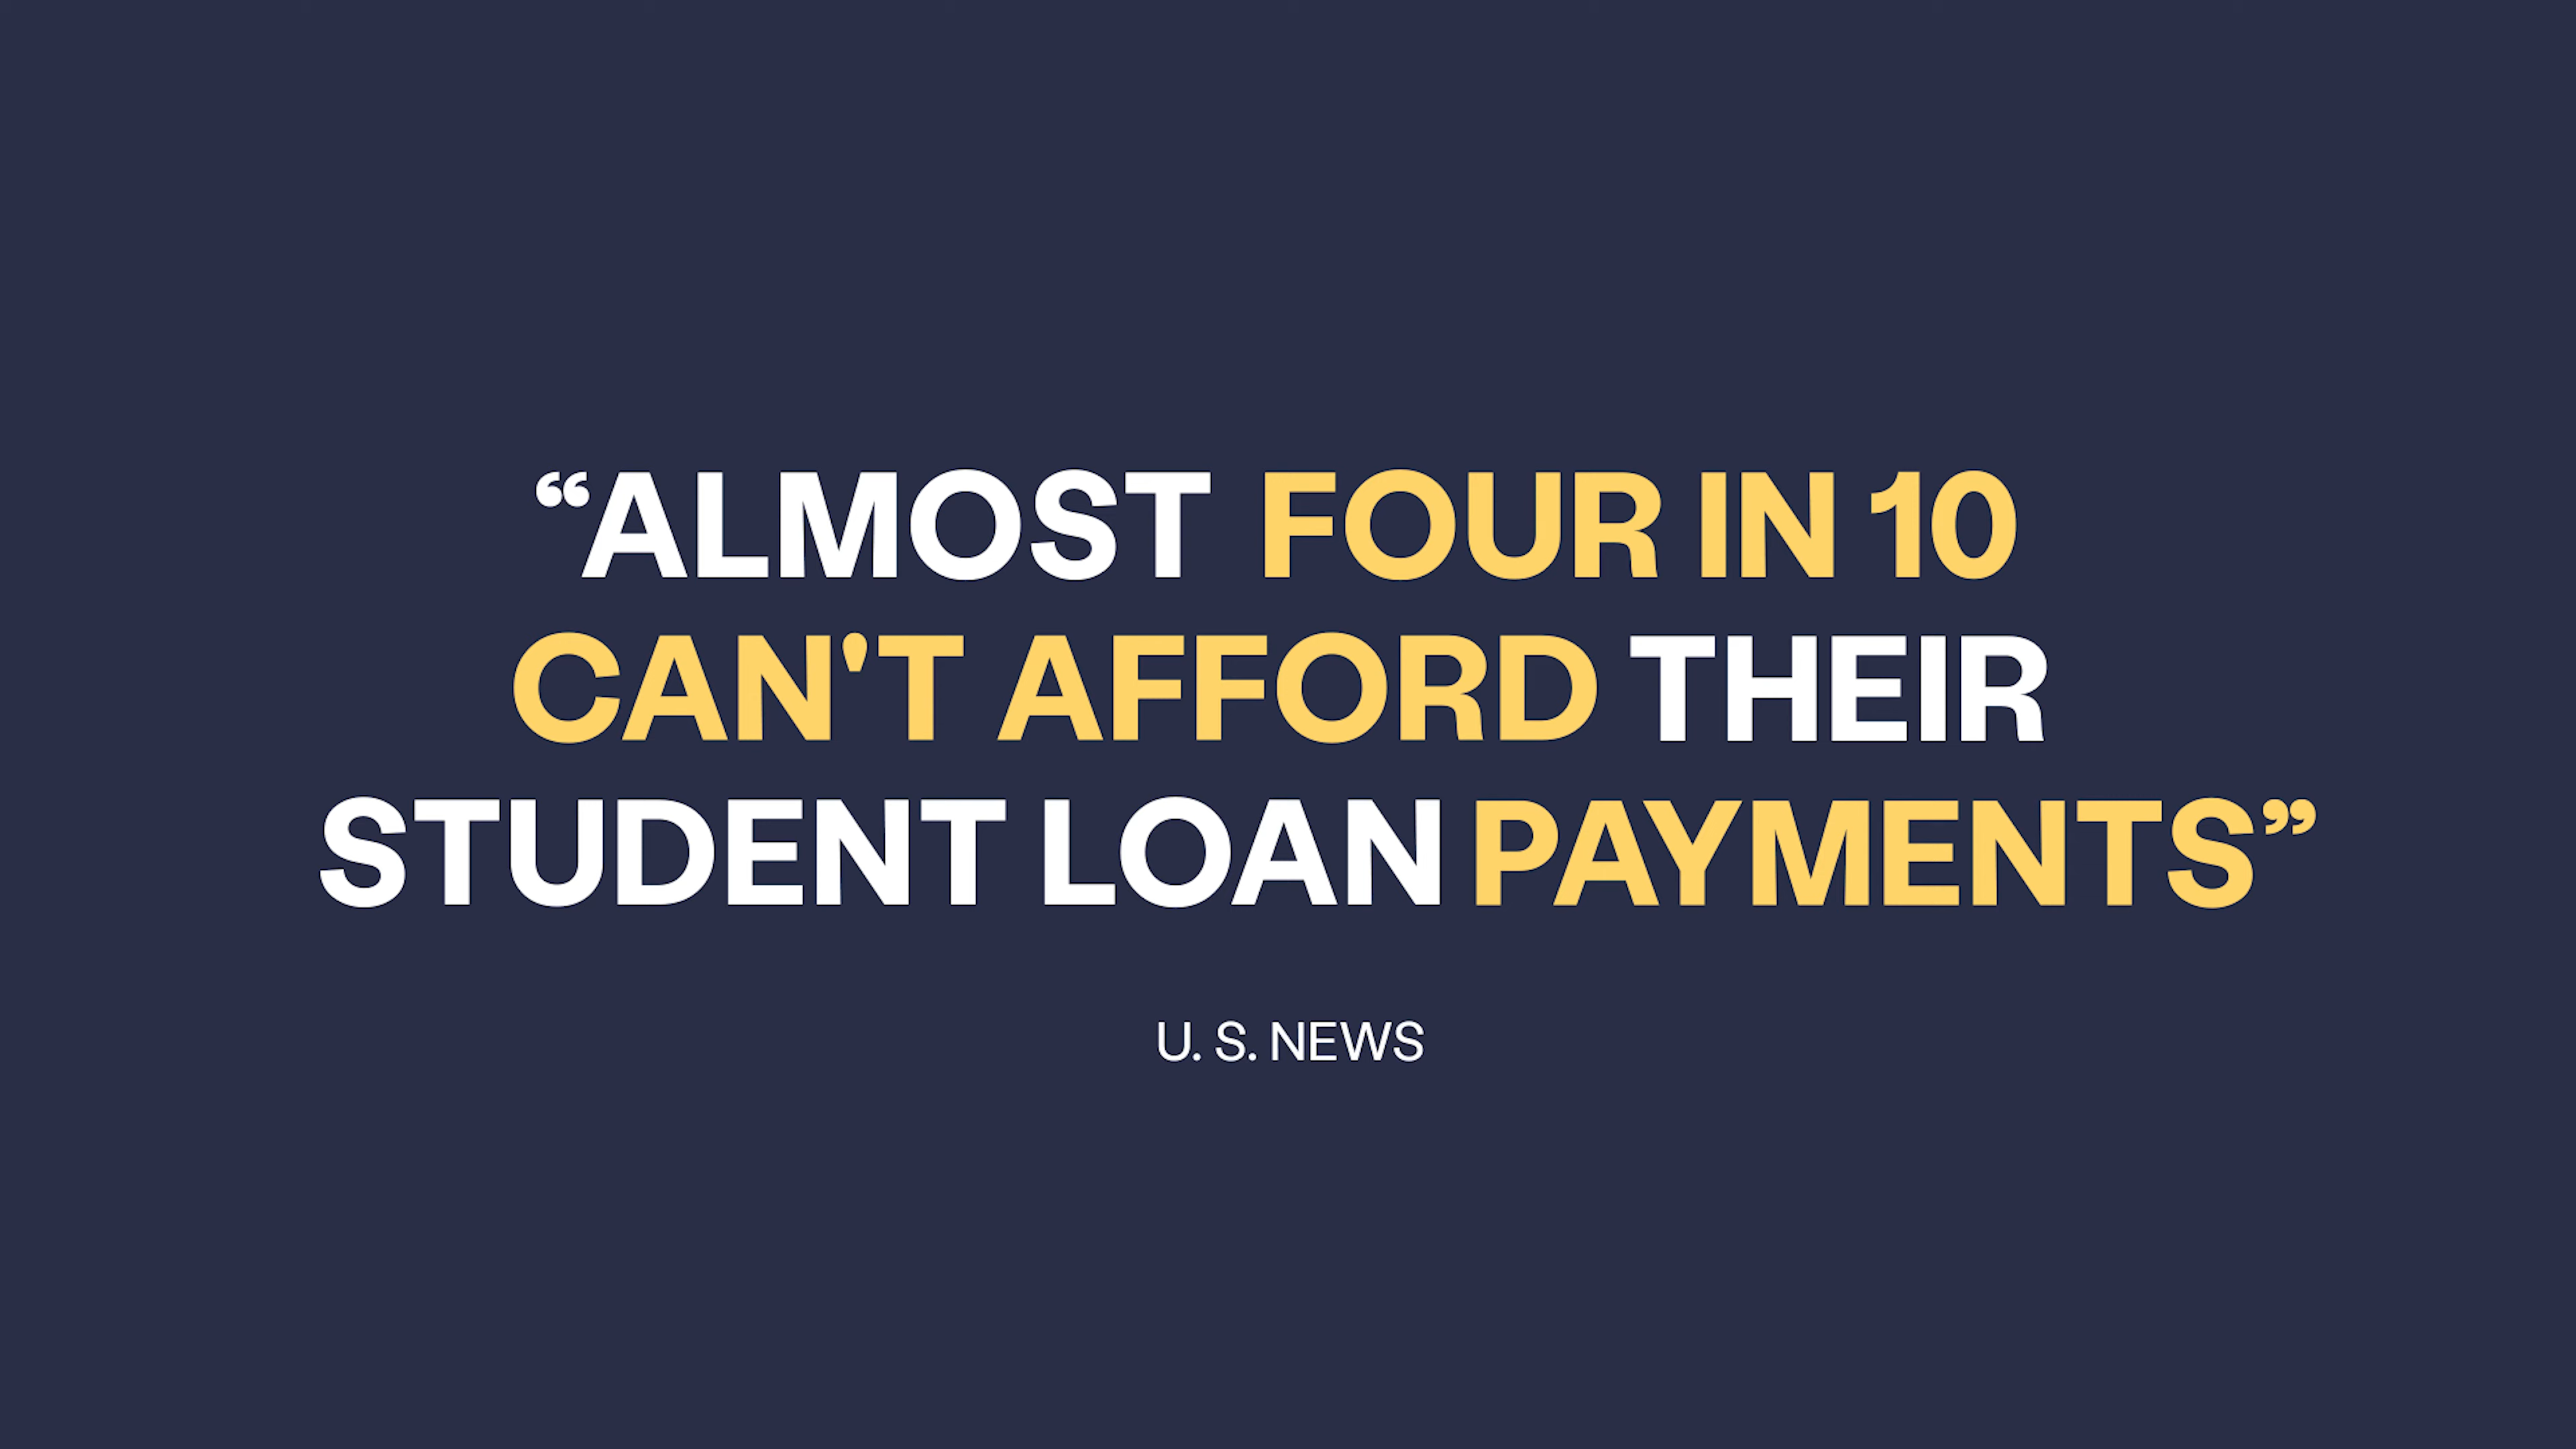 “ALMOST FOUR IN 10
CAN'T AFFORD THEIR
STUDENT LOAN PAYMENTS”
U. S. NEWS